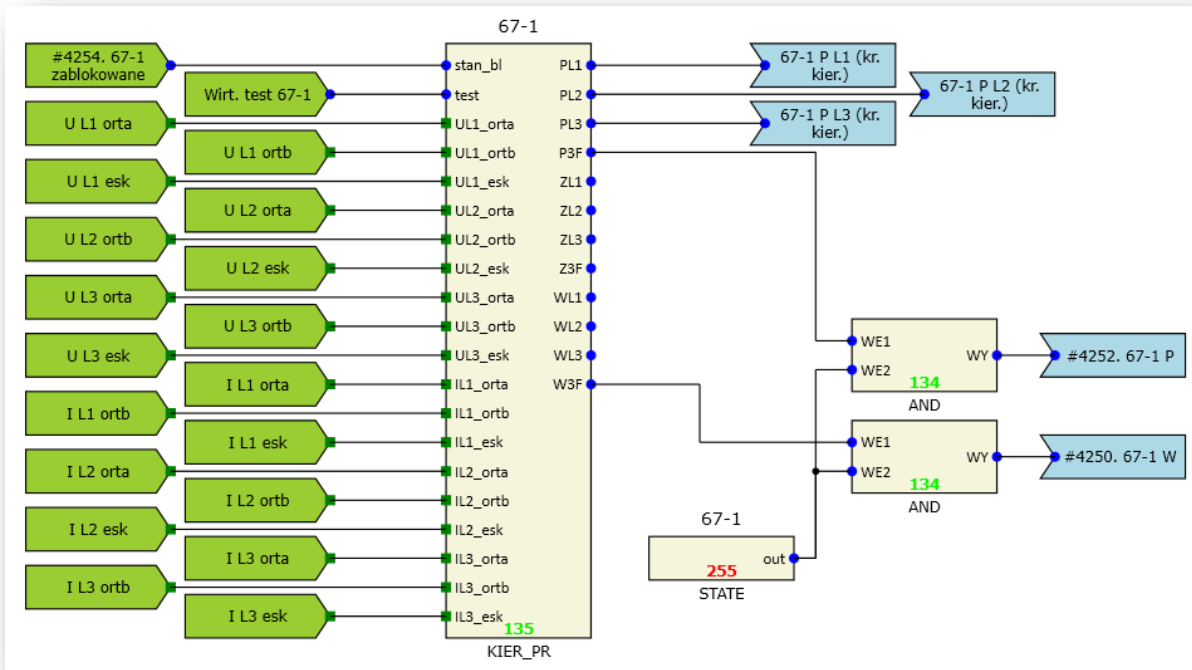 67-1
#4254. 67-1
zablokowane
Wirt. test 67-1
U L1 orta
U L1 ortb
U L1 esk
U L2 orta
U L2 ortb
U L2 esk
U L3 orta
U L3 ortb
U L3 esk
I L1 orta
I L1 ortb
I L1 esk
I L2 orta
I L2 ortb
I L2 esk
I L3 orta
I L3 ortb
I L3 esk
stan_bl
test
UL1_orta
UL1_ortb
UL1_esk
UL2_orta
UL2_ortb
UL2_esk
UL3_orta
UL3_ortb
UL3_esk
IL1_orta
IL1_ortb
IL1_esk
IL2_orta
IL2_ortb
IL2_esk
IL3_orta
IL3_ortb
IL3_esk
PL1
PL2
PL3
P3F
ZL1
ZL2
ZL3
Z3F
WL1
WL2
WL3
W3F
135
KIER_PR
67-1 P L1 (kr.
kier.)
67-1 P L2 (kr.
kier.)
67-1 P L3 (kr.
kier.)
WE1
WE2
WY
134
AND
#4252. 67-1 P
WE1
WE2
WY
134
AND
#4250. 67-1 W
67-1
out
255
STATE